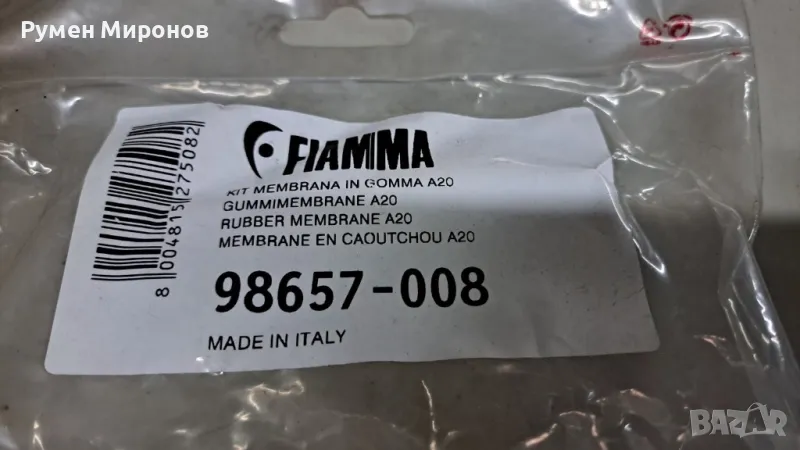 Румен Миронов
FIAMMA
KIT MEMBRANA IN GOMMA A20
GUMMIMEMBRANE A20
RUBBER MEMBRANE A20
MEMBRANE EN CAOUTCHOU A20
98657-008
MADE IN ITALY
8 004815 275082
BAZAR